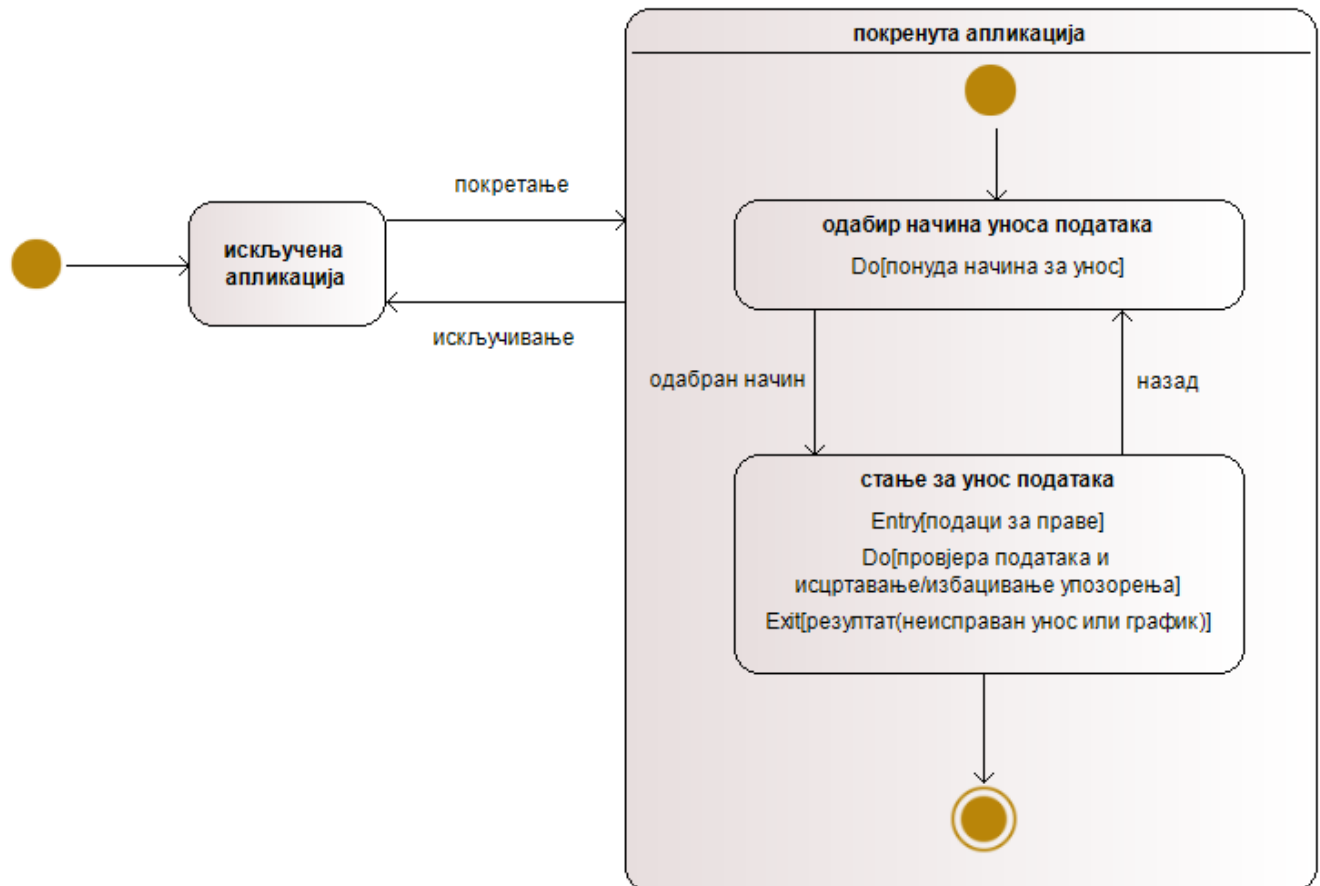 покренута апликација
покретање
искључена
апликација
искључивање
одабир начина уноса података
Do[понуда начина за унос]
одабран начин
назад
стање за унос података
Entry[подаци за праве]
Do[провјера података и
исцртавање/избацивање упозорења]
Exit[резултат(неисправан унос или график)]